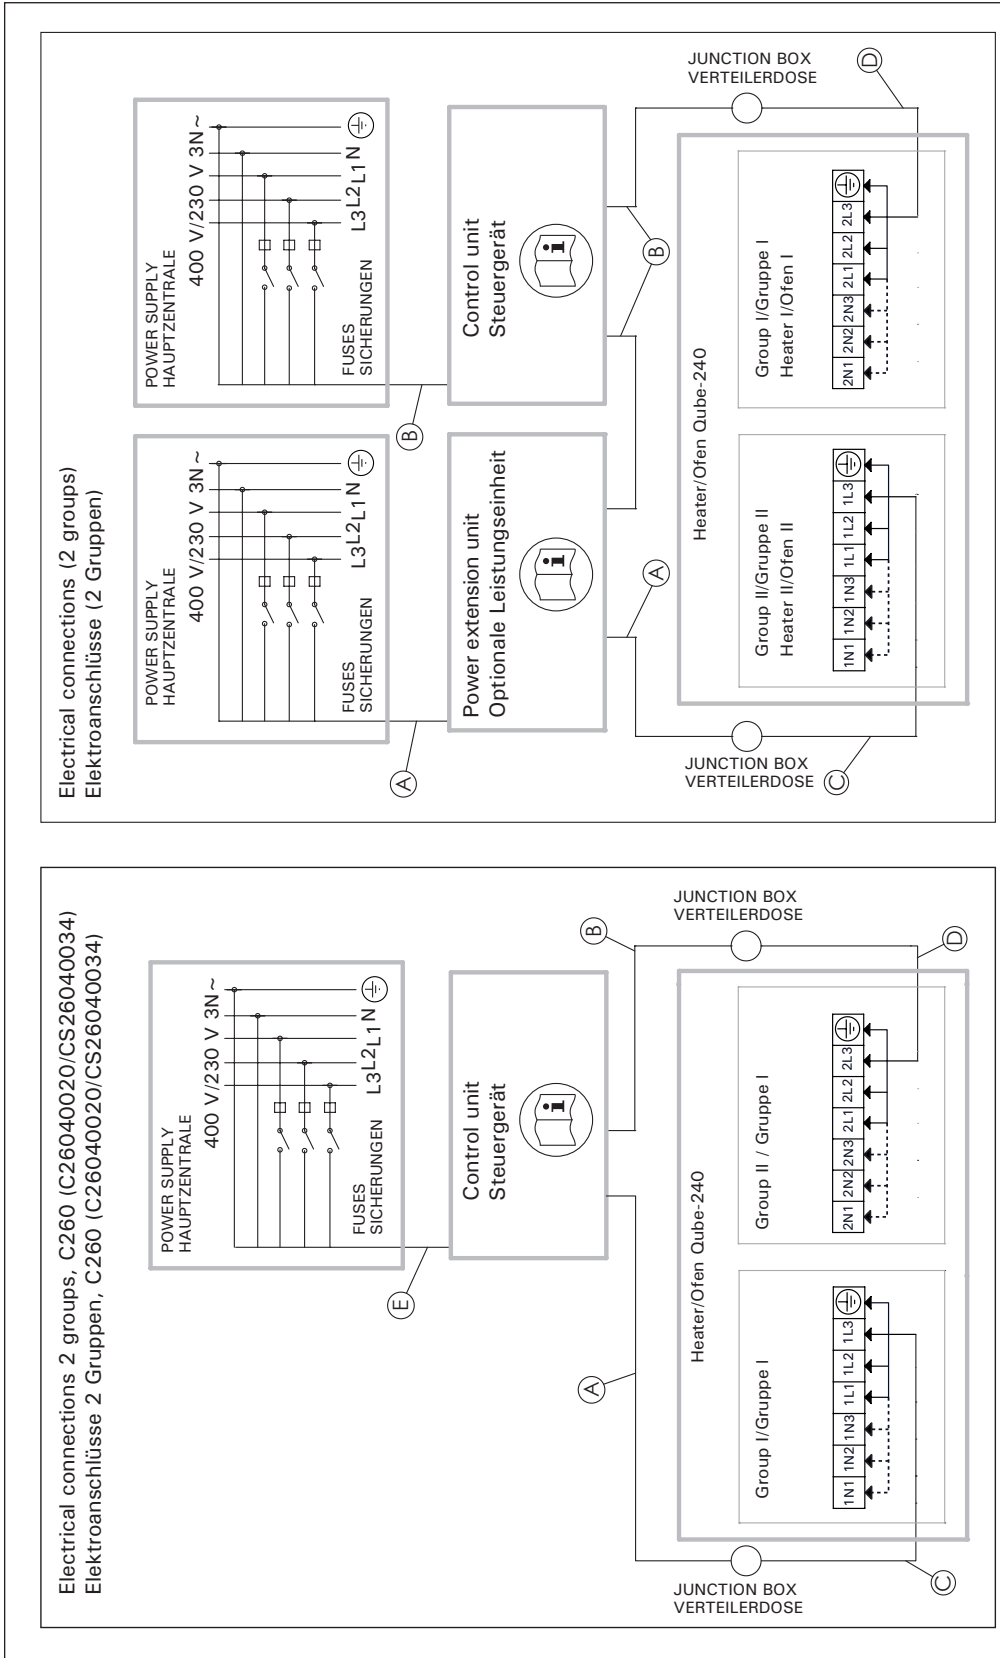 Electrical connections (2 groups)
Elektroanschlüsse (2 Gruppen)
POWER SUPPLY
HAUPTZENTRALE
400 V/230 V 3N ~
L3 L2 L1 N
FUSES
SICHERUNGEN
A
POWER SUPPLY
HAUPTZENTRALE
400 V/230 V 3N ~
L3 L2 L1 N
FUSES
SICHERUNGEN
B
Power extension unit
Optionale Leistungseinheit
i
Control unit
Steuergerät
i
A
B
JUNCTION BOX
VERTEILERDOSE
C
JUNCTION BOX
VERTEILERDOSE
D
Heater/Ofen Qube-240
Group II/Gruppe II
Heater II/Ofen II
1N1 1N2 1N3 1L1 1L2 1L3
Group I/Gruppe I
Heater I/Ofen I
2N1 2N2 2N3 2L1 2L2 2L3
Electrical connections 2 groups, C260 (C26040020/CS26040034)
Elektroanschlüsse 2 Gruppen, C260 (C26040020/CS26040034)
POWER SUPPLY
HAUPTZENTRALE
400 V/230 V 3N ~
L3 L2 L1 N
FUSES
SICHERUNGEN
E
Control unit
Steuergerät
i
A
B
JUNCTION BOX
VERTEILERDOSE
C
JUNCTION BOX
VERTEILERDOSE
D
Heater/Ofen Qube-240
Group I/Gruppe I
1N1 1N2 1N3 1L1 1L2 1L3
Group II / Gruppe I
2N1 2N2 2N3 2L1 2L2 2L3